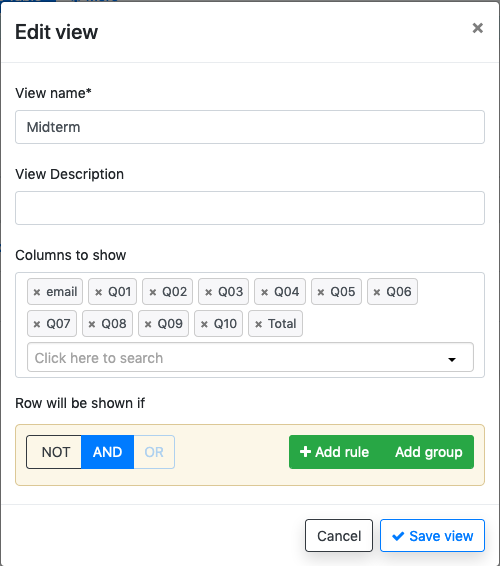 Edit view ×
View name*
Midterm
View Description
Columns to show
× email × Q01 × Q02 × Q03 × Q04 × Q05 × Q06
× Q07 × Q08 × Q09 × Q10 × Total
Click here to search
Row will be shown if
NOT AND OR + Add rule Add group
Cancel ✔ Save view